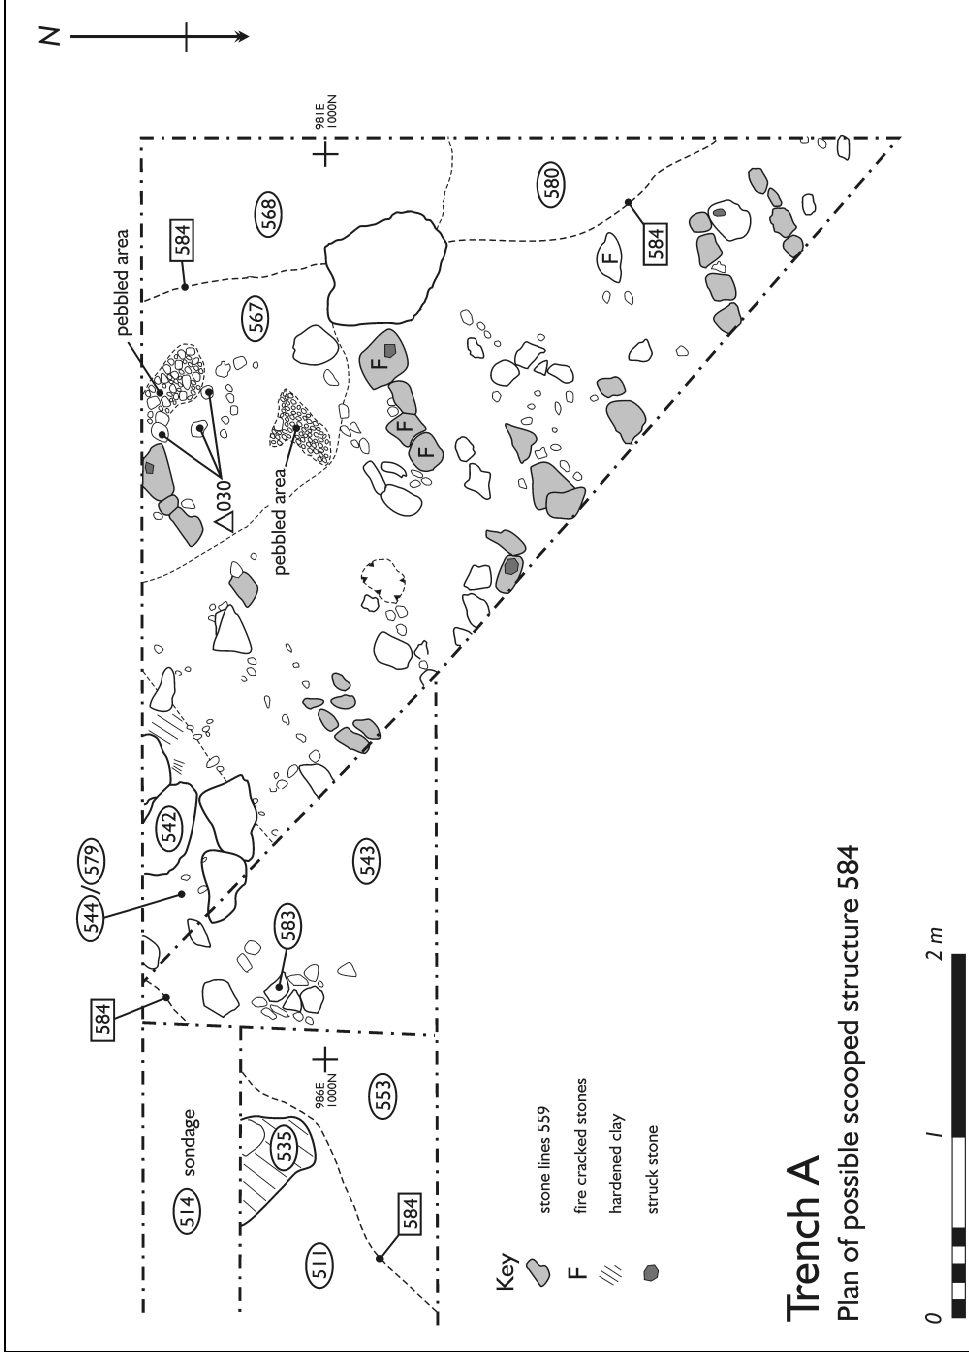 N
981E
1000N
584
568
580
584
pebbled area
567
F
F
F
F
030
pebbled area
544/579
542
543
583
584
986E
1000N
553
535
514 sondage
511
584
Key
stone lines 559
F fire cracked stones
hardened clay
struck stone
Trench A
Plan of possible scooped structure 584
0 1 2 m